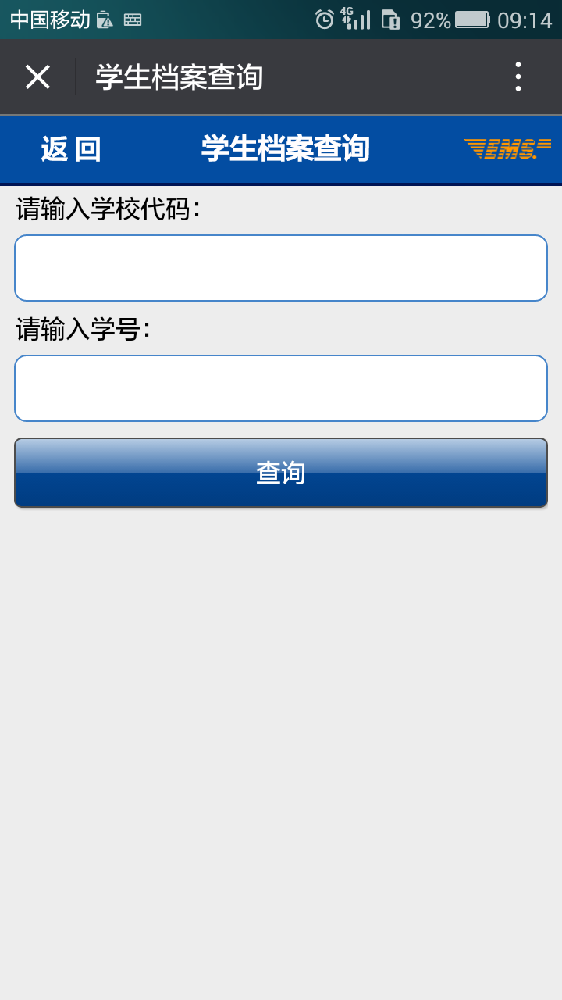 中国移动 4G 92% 09:14
学生档案查询
返 回 学生档案查询 EMS.
请输入学校代码：
请输入学号：
查询